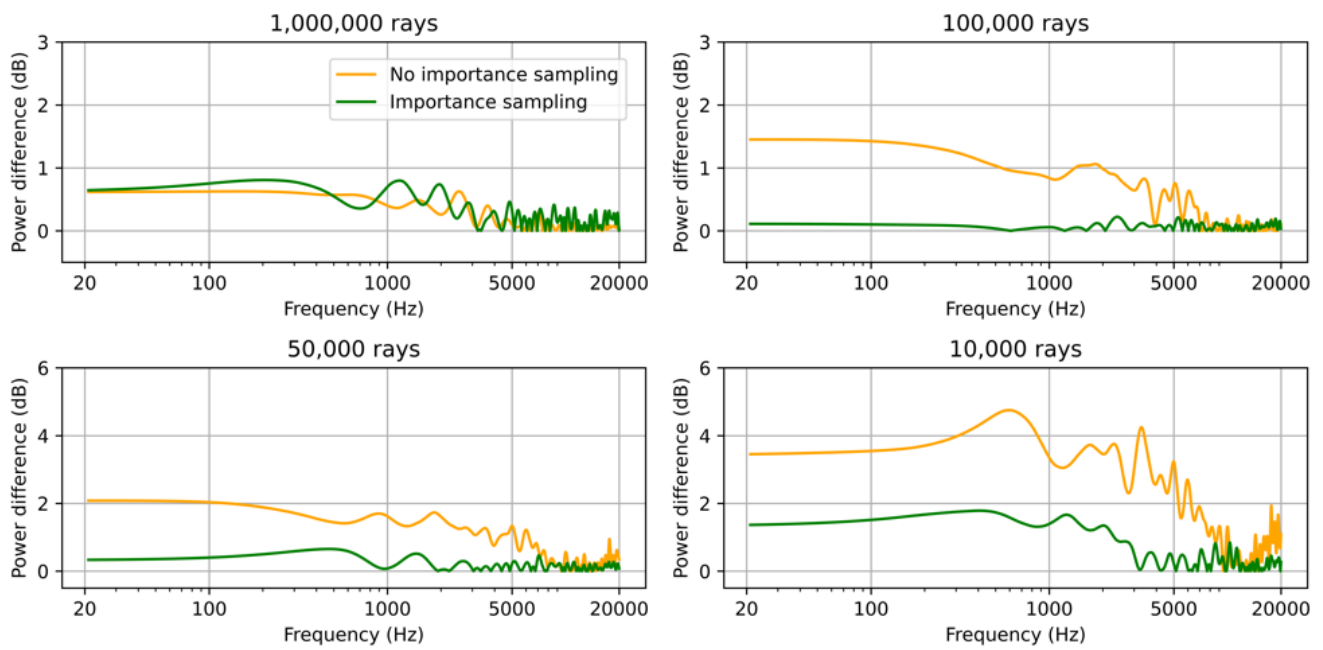 1,000,000 rays
3
2
1
0
Power difference (dB)
No importance sampling
Importance sampling
20 100 1000 5000 20000
Frequency (Hz)
100,000 rays
3
2
1
0
Power difference (dB)
20 100 1000 5000 20000
Frequency (Hz)
50,000 rays
6
4
2
0
Power difference (dB)
20 100 1000 5000 20000
Frequency (Hz)
10,000 rays
6
4
2
0
Power difference (dB)
20 100 1000 5000 20000
Frequency (Hz)